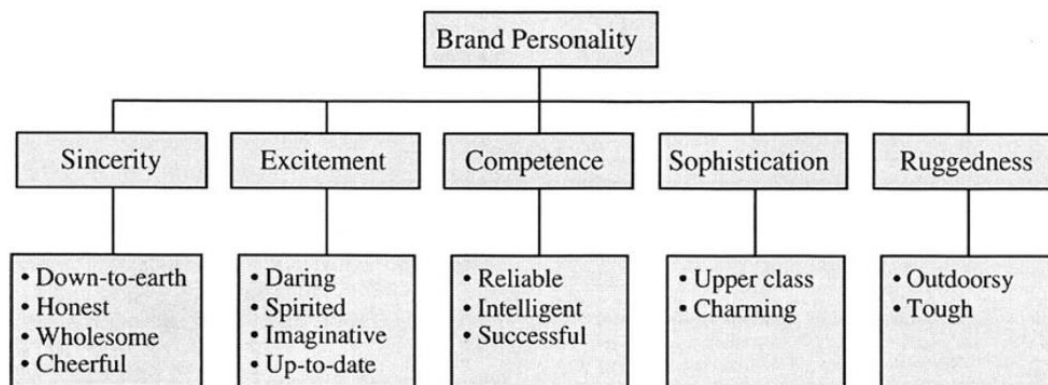 Brand Personality
Sincerity
Excitement
Competence
Sophistication
Ruggedness
• Down-to-earth
• Honest
• Wholesome
• Cheerful
• Daring
• Spirited
• Imaginative
• Up-to-date
• Reliable
• Intelligent
• Successful
• Upper class
• Charming
• Outdoorsy
• Tough